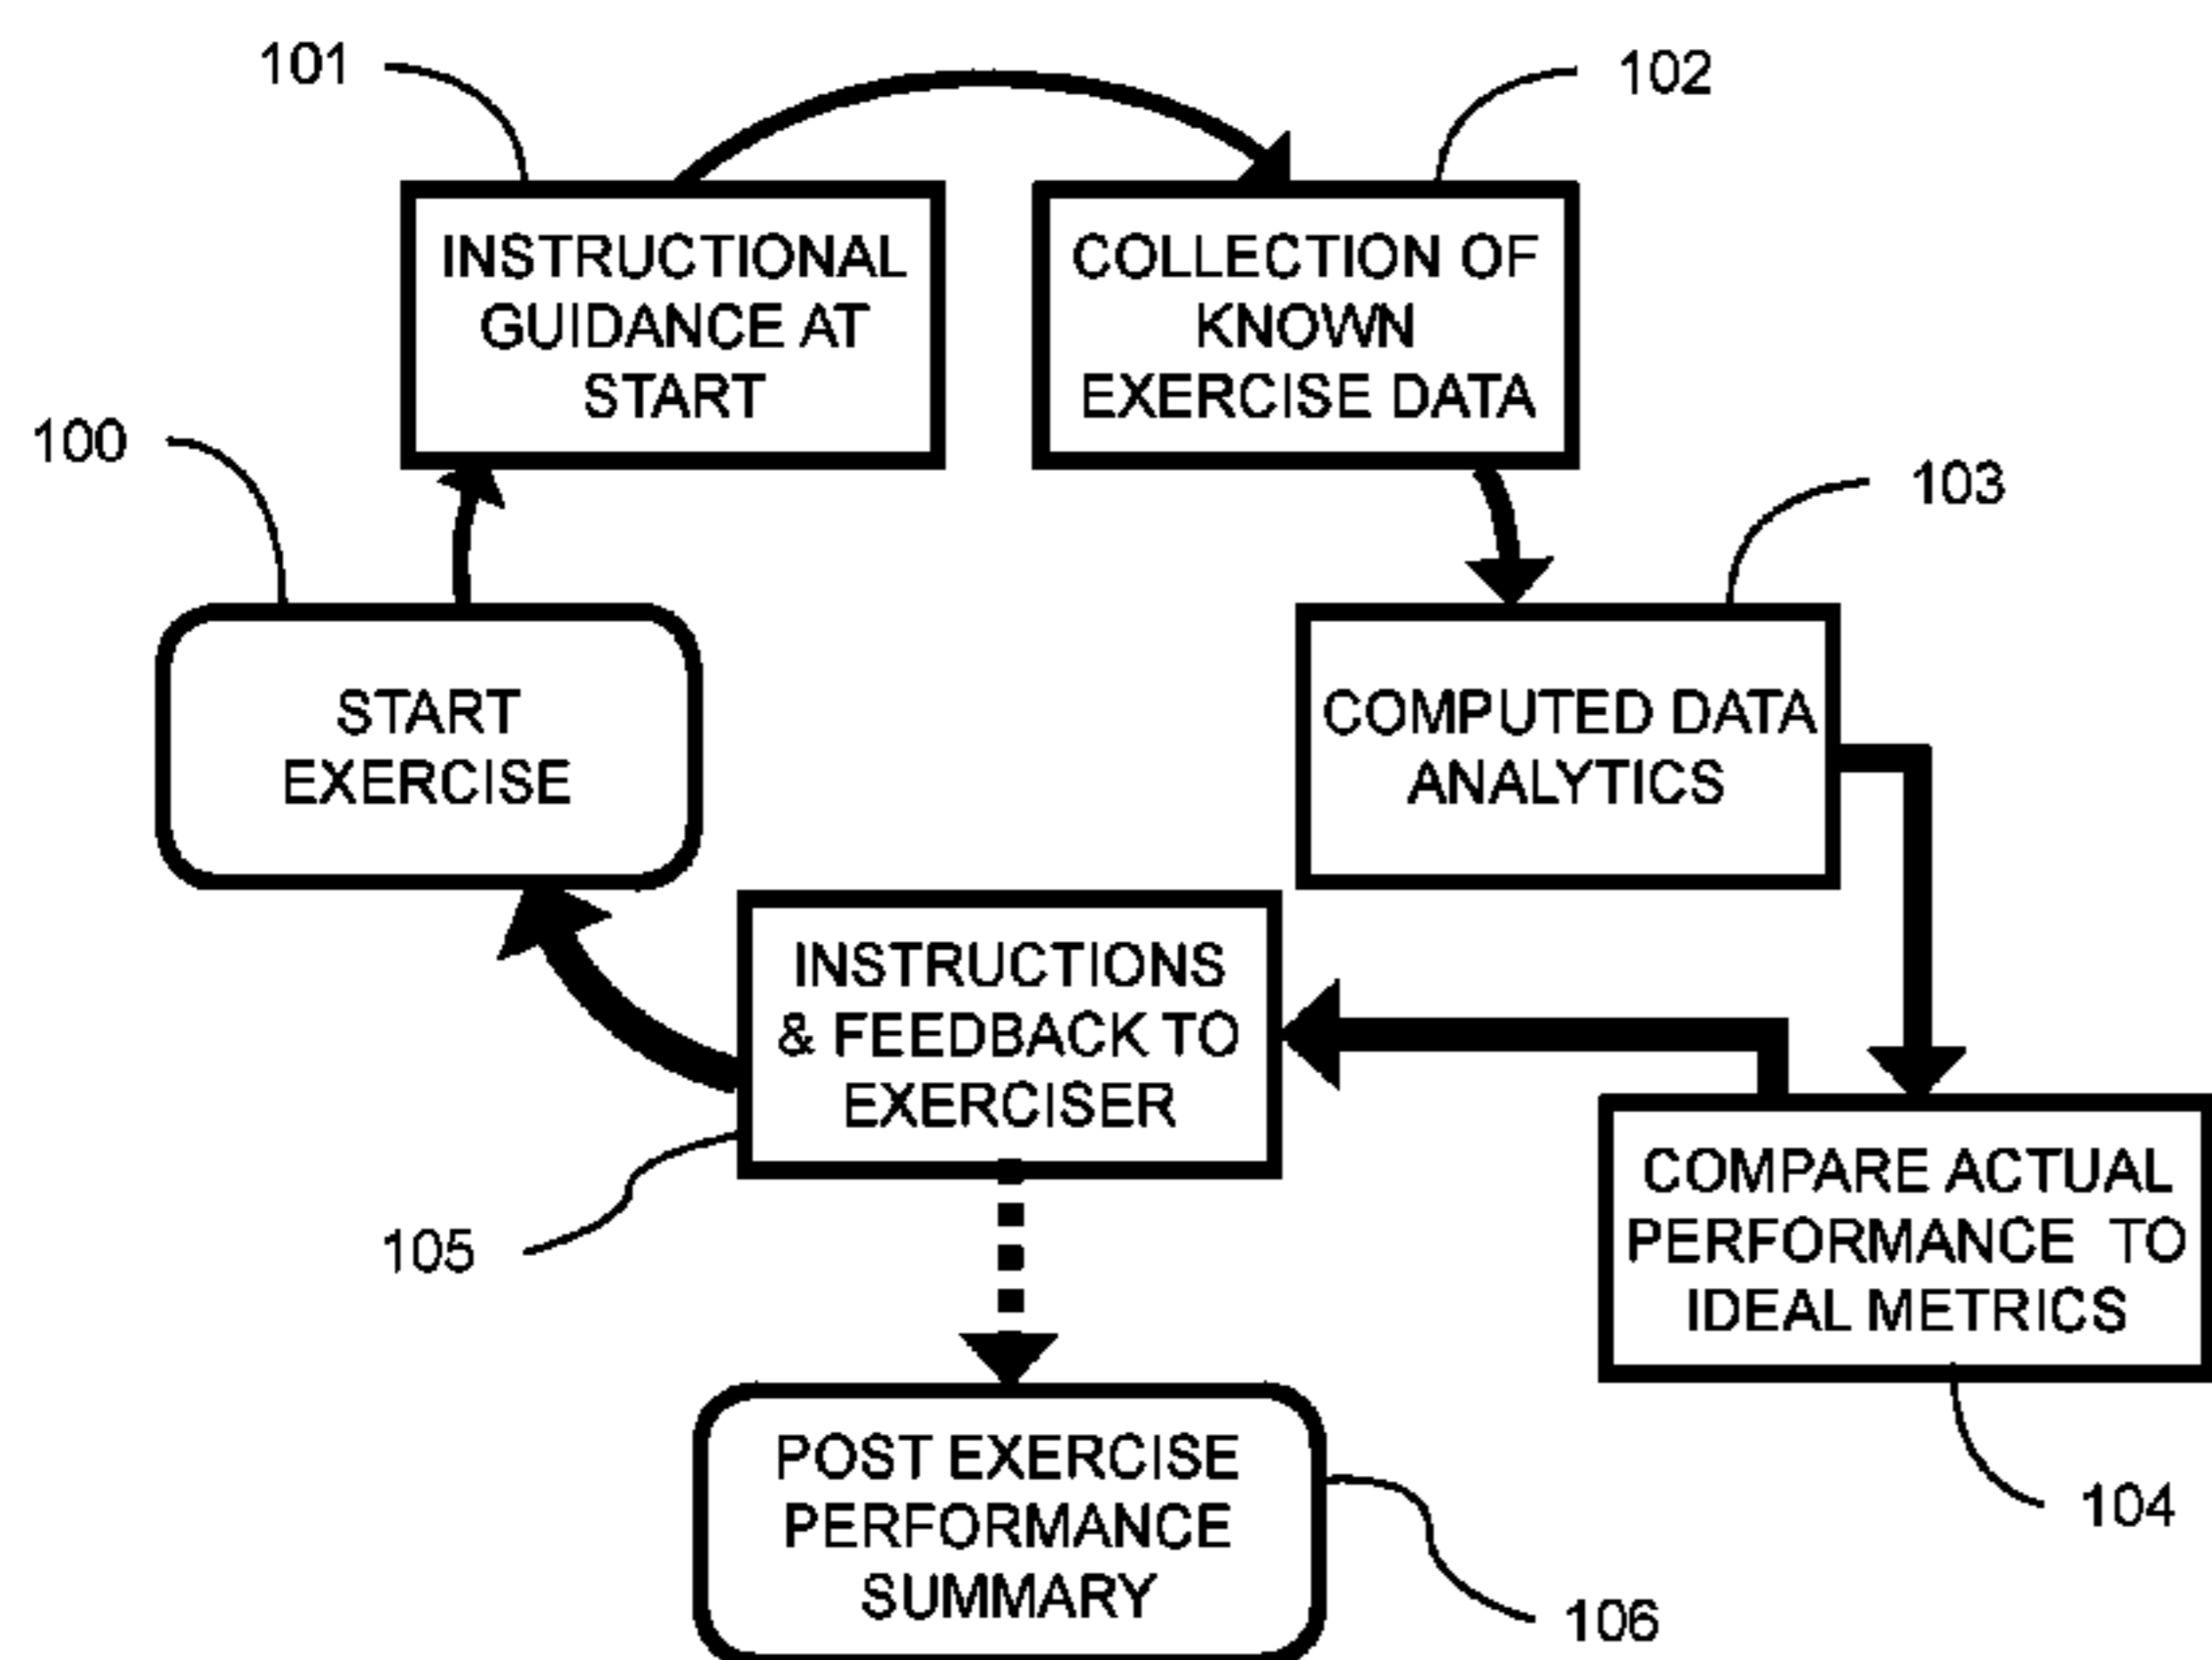 101
102
INSTRUCTIONAL
GUIDANCE AT
START
COLLECTION OF
KNOWN
EXERCISE DATA
100
103
START
EXERCISE
COMPUTED DATA
ANALYTICS
INSTRUCTIONS
& FEEDBACK TO
EXERCISER
COMPARE ACTUAL
PERFORMANCE TO
IDEAL METRICS
105
POST EXERCISE
PERFORMANCE
SUMMARY
104
106